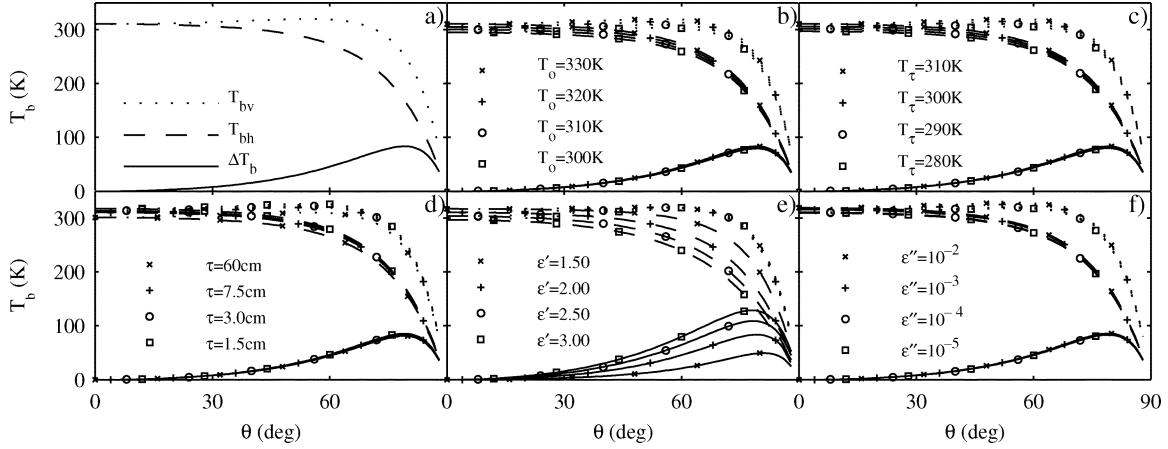 a)
b)
c)
300
200
100
0
T_b (K)
T_bv
T_bh
ΔT_b
T_o=330K
T_o=320K
T_o=310K
T_o=300K
T_τ=310K
T_τ=300K
T_τ=290K
T_τ=280K
d)
e)
f)
300
200
100
0
T_b (K)
τ=60cm
τ=7.5cm
τ=3.0cm
τ=1.5cm
ε′=1.50
ε′=2.00
ε′=2.50
ε′=3.00
ε″=10⁻²
ε″=10⁻³
ε″=10⁻⁴
ε″=10⁻⁵
0 30 60 0 30 60 0 30 60 90
θ (deg) θ (deg) θ (deg)